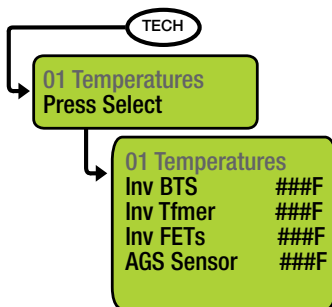 TECH
01 Temperatures
Press Select
01 Temperatures
Inv BTS ###F
Inv Tfmer ###F
Inv FETs ###F
AGS Sensor ###F